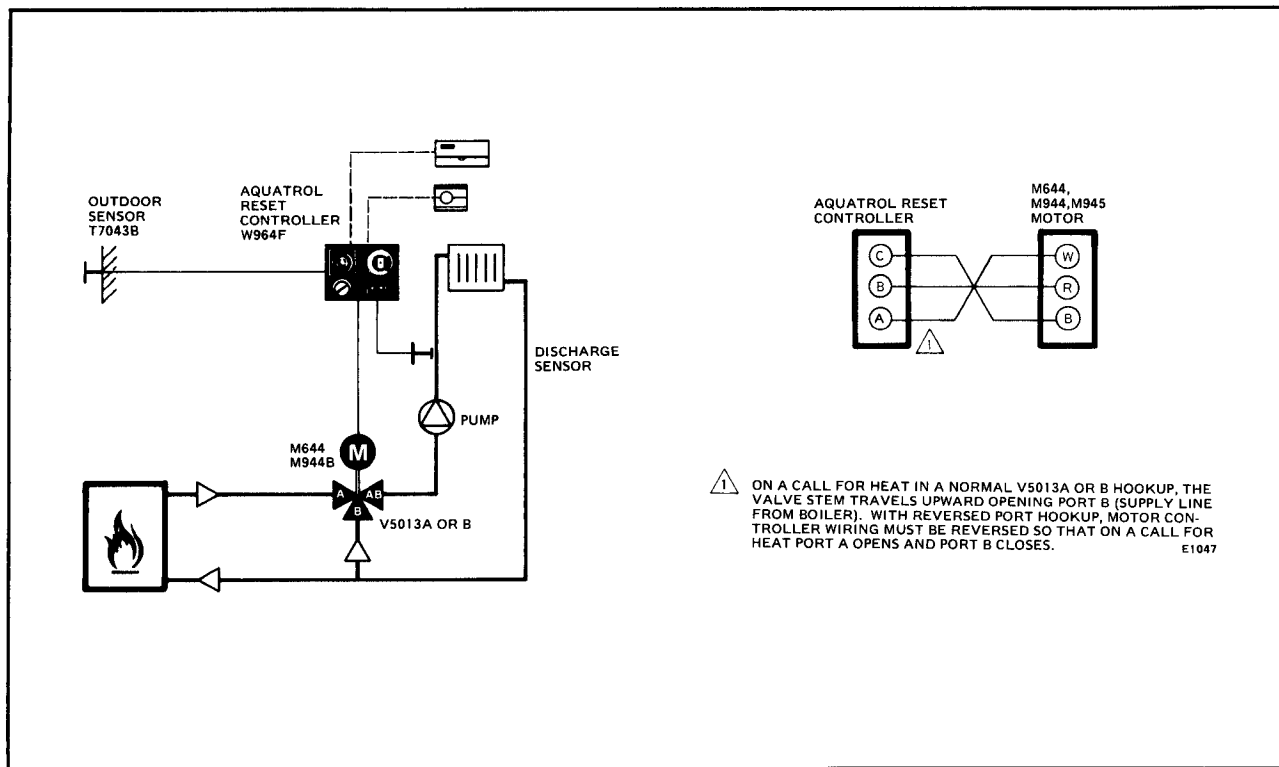 OUTDOOR
SENSOR
T7043B
AQUATROL
RESET
CONTROLLER
W964F
DISCHARGE
SENSOR
PUMP
M644
M944B
M
A
AB
B
V5013A OR B
AQUATROL RESET
CONTROLLER
M644,
M944,M945
MOTOR
C
B
A
W
R
B
1
1 ON A CALL FOR HEAT IN A NORMAL V5013A OR B HOOKUP, THE
VALVE STEM TRAVELS UPWARD OPENING PORT B (SUPPLY LINE
FROM BOILER). WITH REVERSED PORT HOOKUP, MOTOR CON-
TROLLER WIRING MUST BE REVERSED SO THAT ON A CALL FOR
HEAT PORT A OPENS AND PORT B CLOSES.
E1047